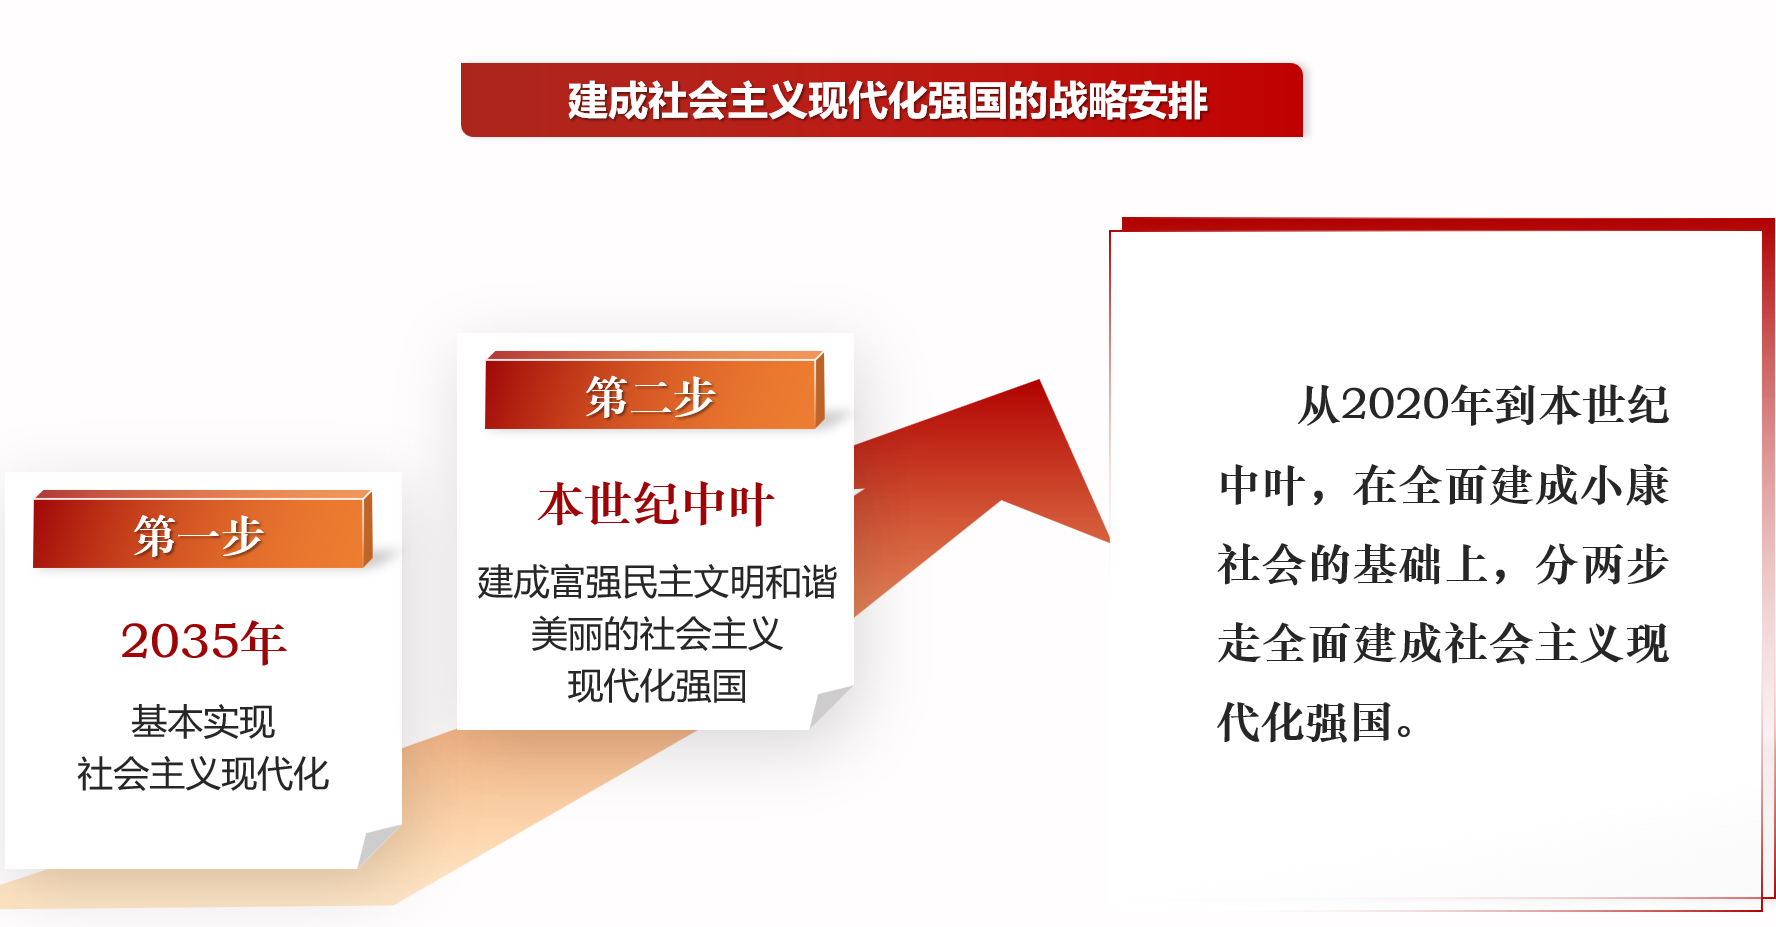 建成社会主义现代化强国的战略安排
第一步
2035年
基本实现
社会主义现代化
第二步
本世纪中叶
建成富强民主文明和谐
美丽的社会主义
现代化强国
从2020年到本世纪
中叶，在全面建成小康
社会的基础上，分两步
走全面建成社会主义现
代化强国。